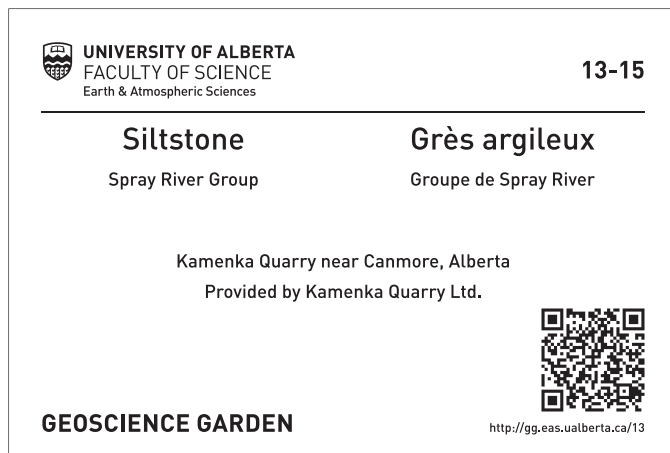 UNIVERSITY OF ALBERTA
FACULTY OF SCIENCE
Earth & Atmospheric Sciences
13-15
Siltstone
Grès argileux
Spray River Group
Groupe de Spray River
Kamenka Quarry near Canmore, Alberta
Provided by Kamenka Quarry Ltd.
GEOSCIENCE GARDEN
http://gg.eas.ualberta.ca/13